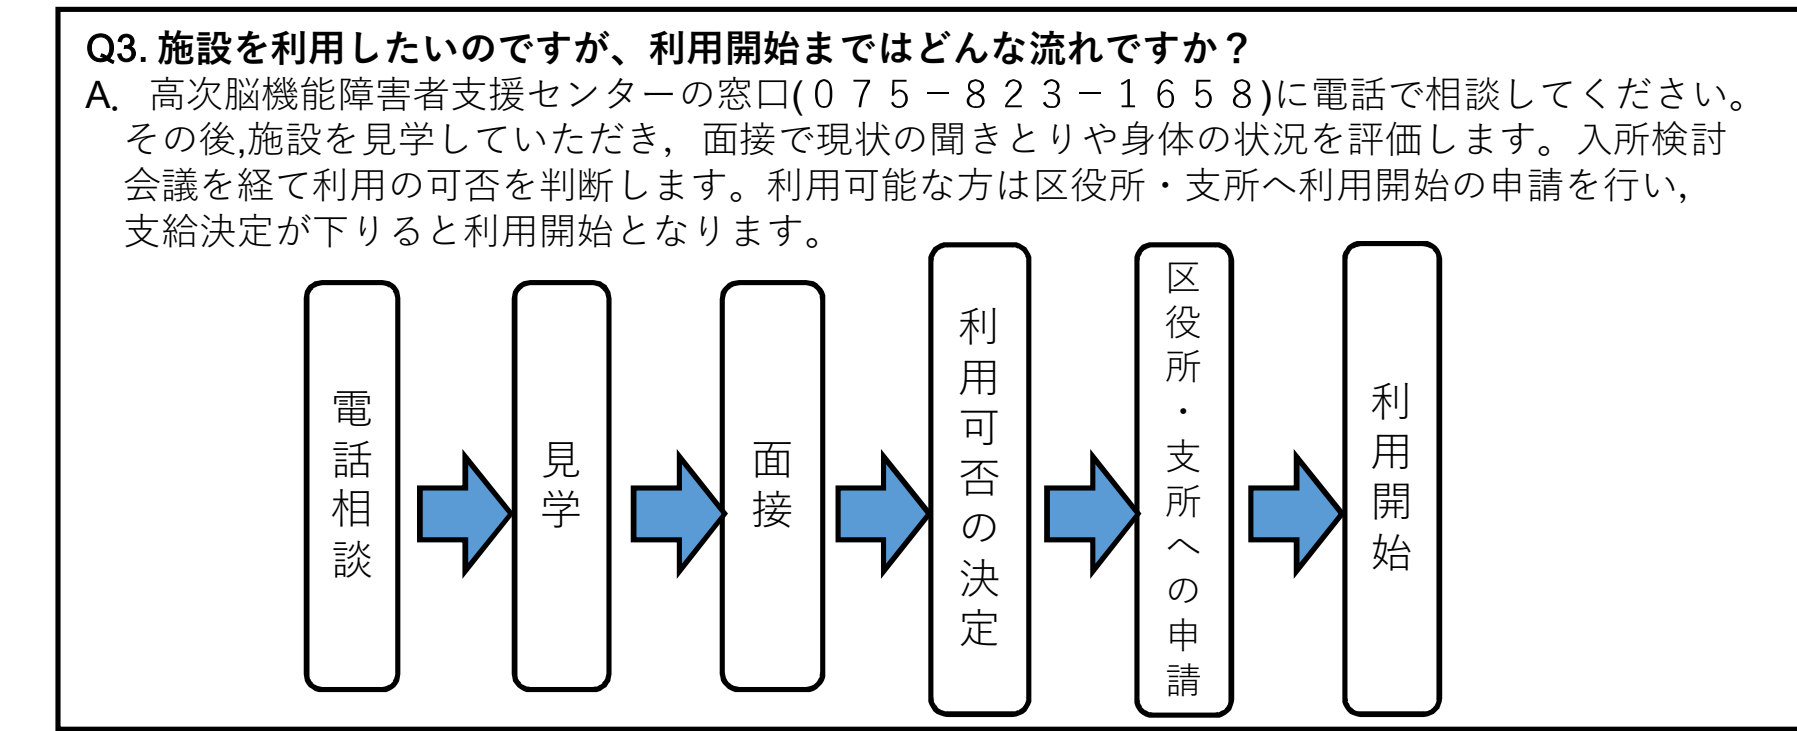 Q3. 施設を利用したいのですが、利用開始まではどんな流れですか？
A. 高次脳機能障害者支援センターの窓口(０７５－８２３－１６５８)に電話で相談してください。
その後,施設を見学していただき，面接で現状の聞きとりや身体の状況を評価します。入所検討
会議を経て利用の可否を判断します。利用可能な方は区役所・支所へ利用開始の申請を行い，
支給決定が下りると利用開始となります。
電話相談
見学
面接
利用可否の決定
区役所・支所への申請
利用開始